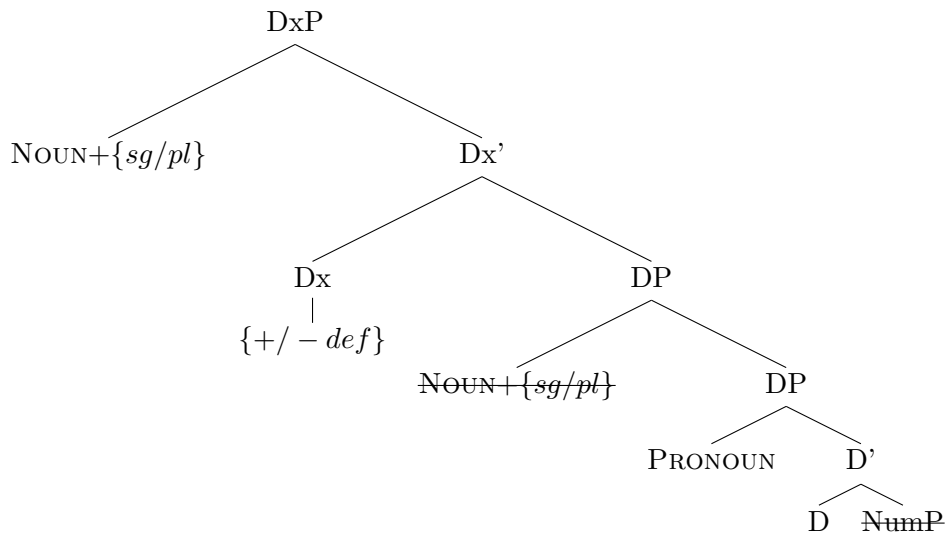 DxP
NOUN+{sg/pl}
Dx'
Dx
DP
{+/ − def}
NOUN+{sg/pl}
DP
PRONOUN
D'
D
NumP